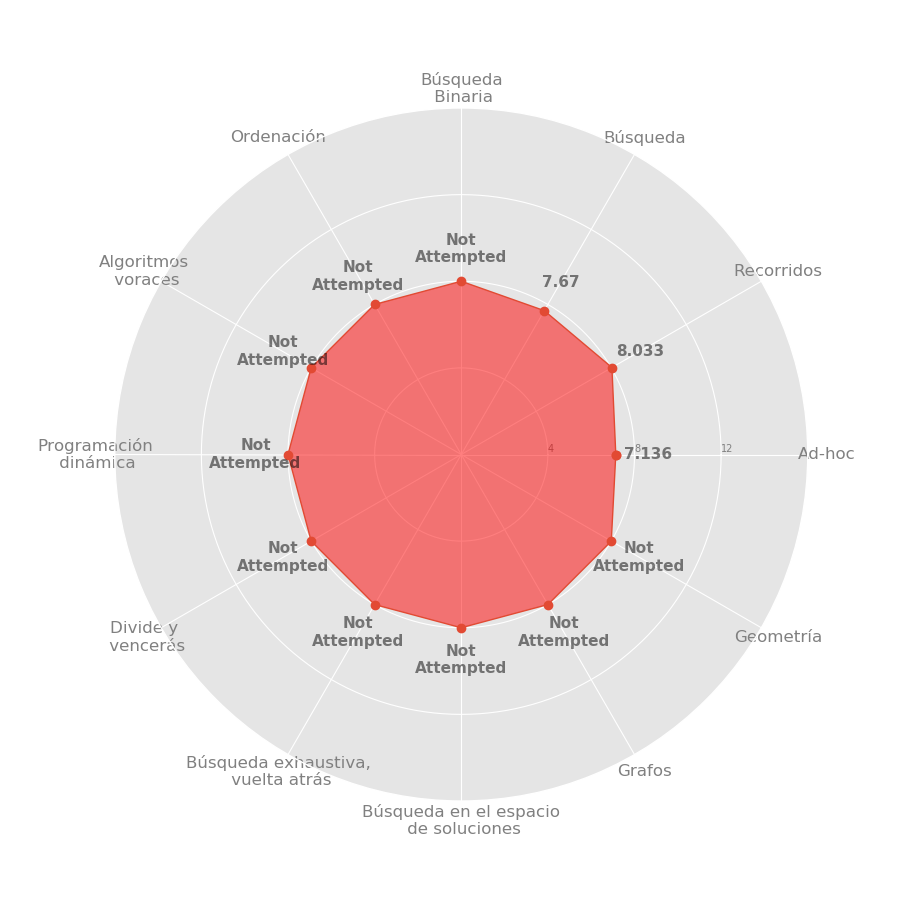 Búsqueda
Binaria
Ordenación
Búsqueda
Algoritmos
voraces
Recorridos
Not
Attempted
Not
Attempted
7.67
Not
Attempted
8.033
Programación
dinámica
Not
Attempted
4
8
12
7.136
Ad-hoc
Not
Attempted
Not
Attempted
Divide y
vencerás
Not
Attempted
Not
Attempted
Not
Attempted
Geometría
Búsqueda exhaustiva,
vuelta atrás
Grafos
Búsqueda en el espacio
de soluciones